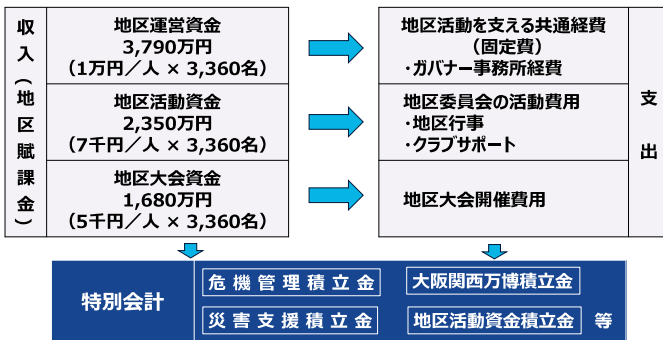 収入(地区賦課金)
地区運営資金
3,790万円
(1万円/人 × 3,360名)
地区活動を支える共通経費
(固定費)
・ガバナー事務所経費
地区活動資金
2,350万円
(7千円/人 × 3,360名)
地区委員会の活動費用
・地区行事
・クラブサポート
地区大会資金
1,680万円
(5千円/人 × 3,360名)
地区大会開催費用
支出
特別会計
危機管理積立金
大阪関西万博積立金
災害支援積立金
地区活動資金積立金 等